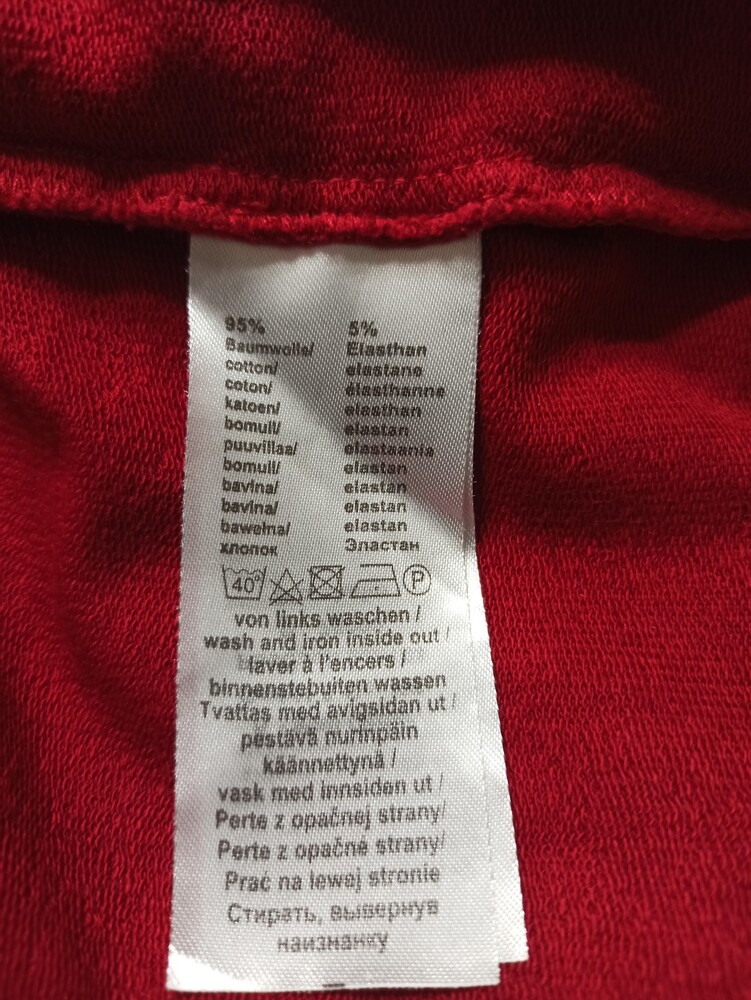 95% 5%
Baumwolle/ Elasthan
cotton/ elastane
coton/ élasthanne
katoen/ elasthan
bomull/ elastan
puuvillaa/ elastaania
bomull/ elastan
bavlna/ elastan
bavlna/ elastan
bawełna/ elastan
хлопок Эластан
40° P
von links waschen /
wash and iron inside out /
laver à l'encers /
binnenstebuiten wassen
Tvättas med avigsidan ut /
pestävä nurinpäin
käännettynä /
vask med innsiden ut /
Perte z opačnej strany/
Perte z opačné strany/
Prać na lewej stronie
Стирать, вывернув
наизнанку